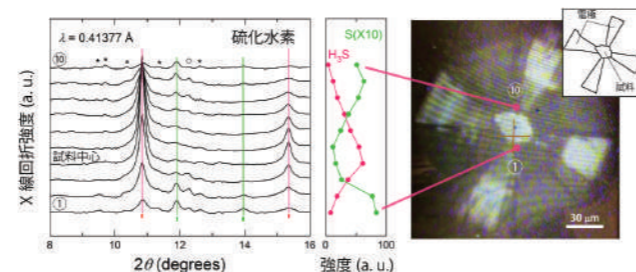 λ = 0.41377 Å
硫化水素
⑩
* * * * ○ *
試料中心
①
X 線回折強度 (a. u.)
8 10 12 14 16
2θ (degrees)
S(X10)
H₃S
0 100
強度 (a. u.)
電極
試料
⑩
①
30 μm